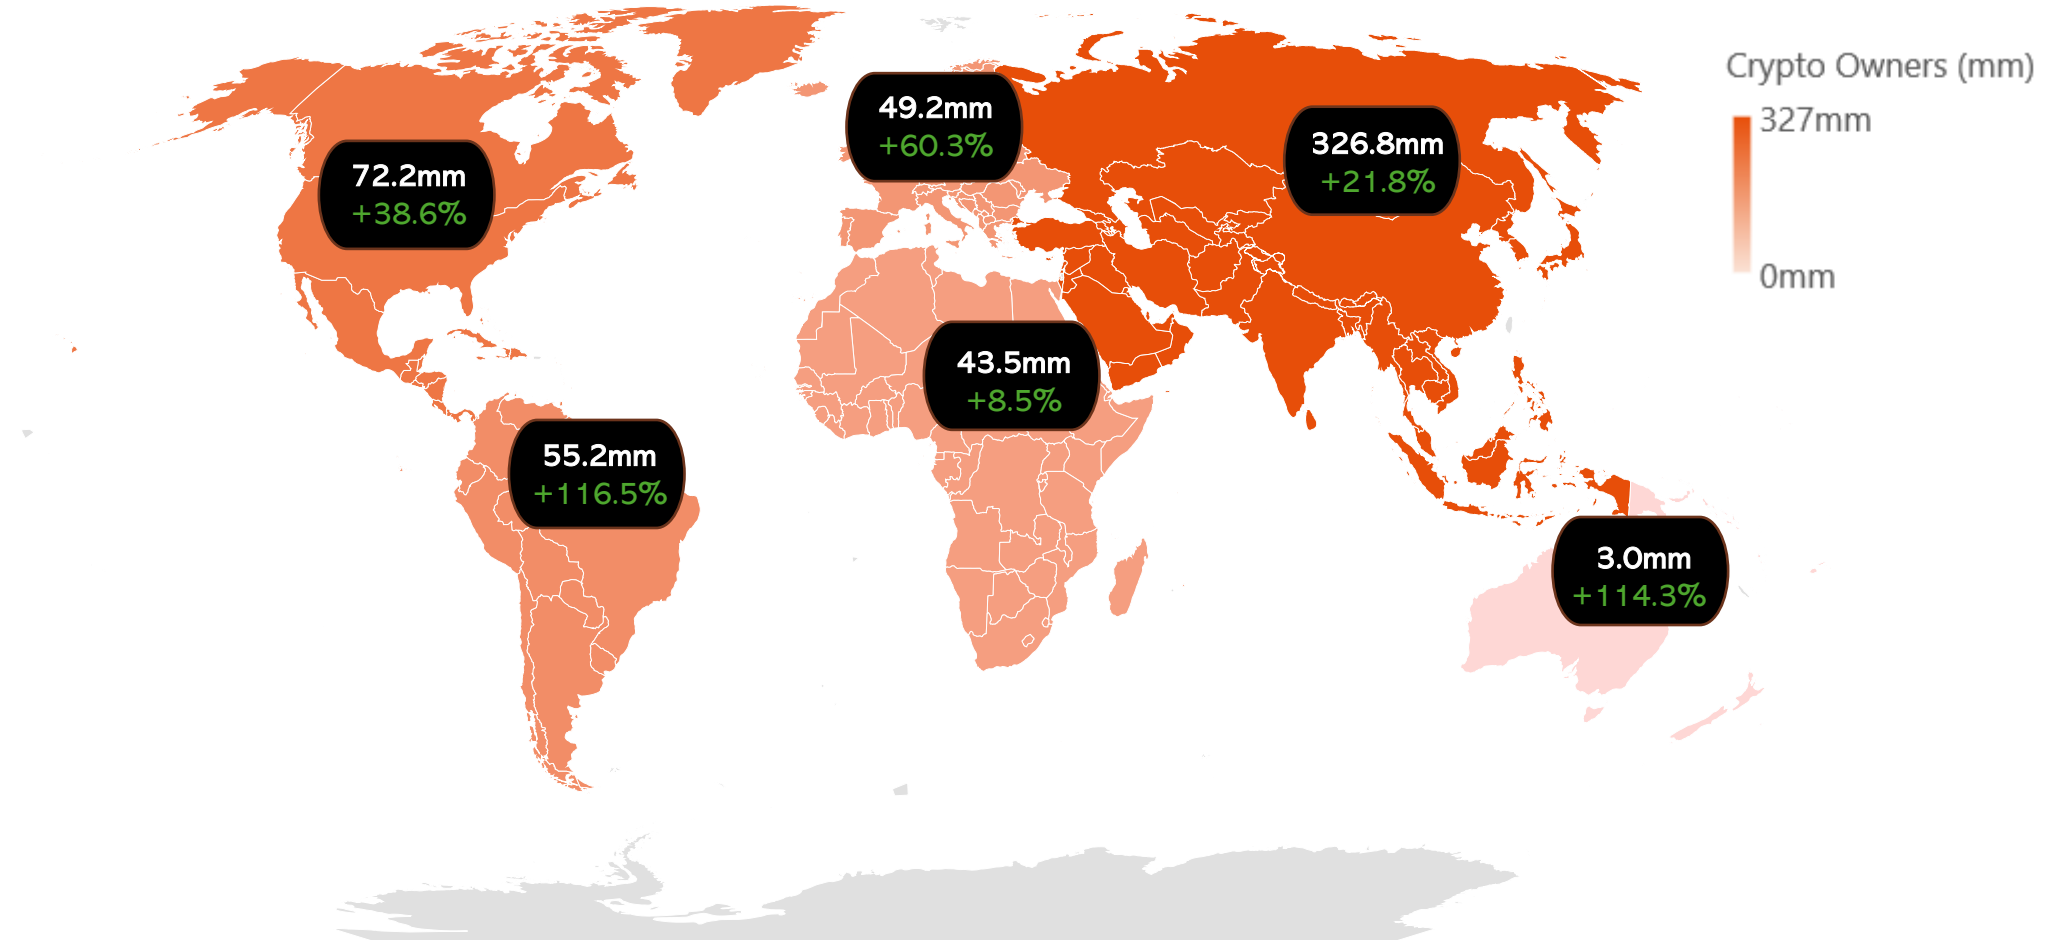 Crypto Owners (mm)
327mm
0mm
49.2mm
+60.3%
326.8mm
+21.8%
72.2mm
+38.6%
43.5mm
+8.5%
55.2mm
+116.5%
3.0mm
+114.3%